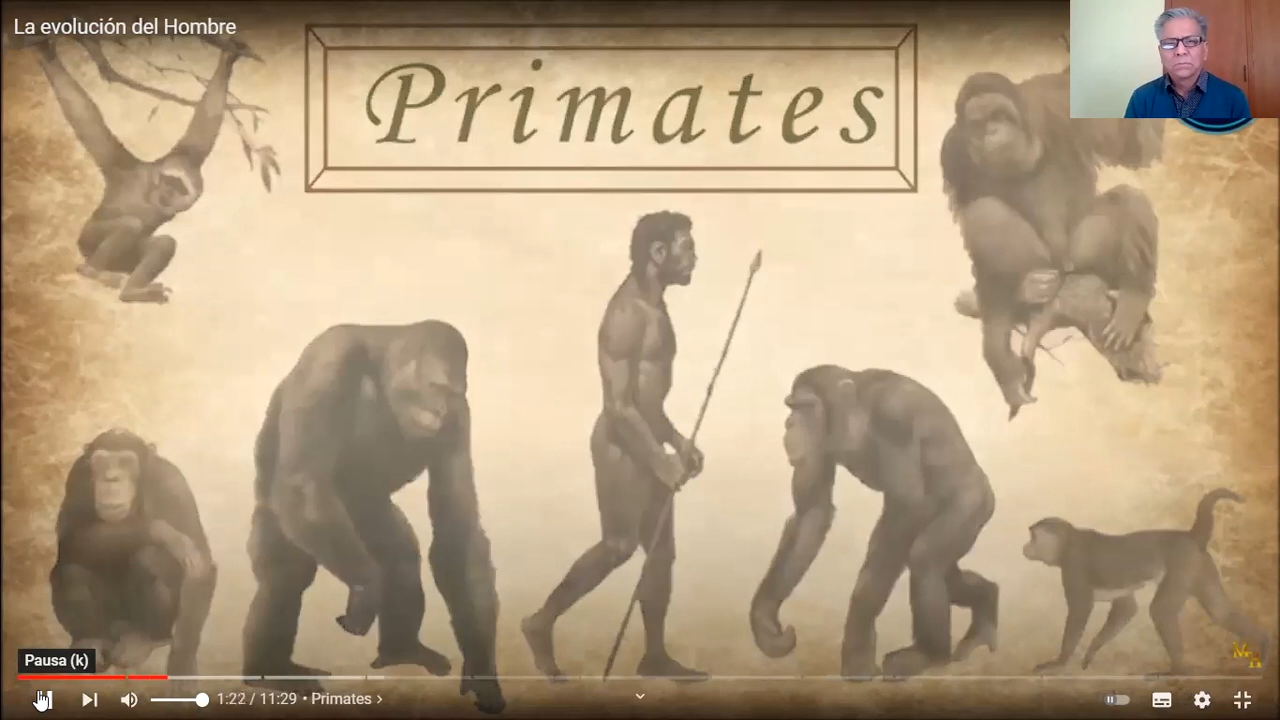 La evolución del Hombre
Primates
Pausa (k)
1:22 / 11:29 • Primates